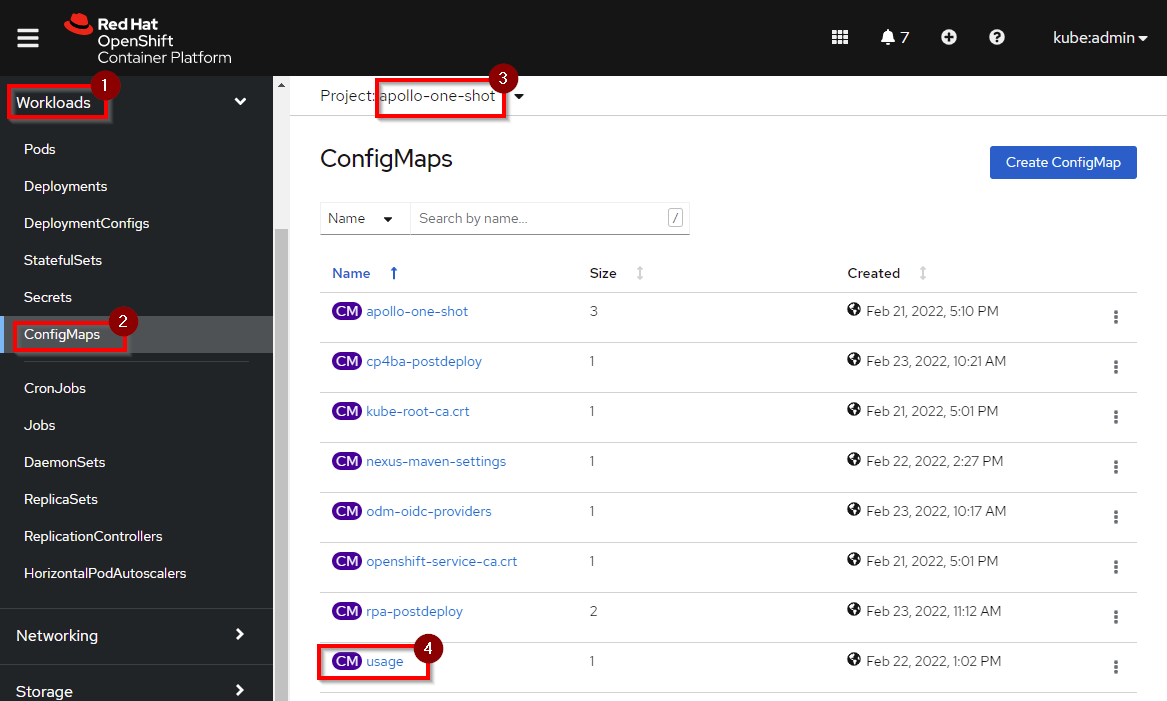 Red Hat
OpenShift
Container Platform
7
kube:admin
1
Workloads
Pods
Deployments
DeploymentConfigs
StatefulSets
Secrets
2
ConfigMaps
CronJobs
Jobs
DaemonSets
ReplicaSets
ReplicationControllers
HorizontalPodAutoscalers
Networking
Storage
3
Project: apollo-one-shot
ConfigMaps
Create ConfigMap
Name Search by name... /
Name Size Created
CM apollo-one-shot 3 Feb 21, 2022, 5:10 PM
CM cp4ba-postdeploy 1 Feb 23, 2022, 10:21 AM
CM kube-root-ca.crt 1 Feb 21, 2022, 5:01 PM
CM nexus-maven-settings 1 Feb 22, 2022, 2:27 PM
CM odm-oidc-providers 1 Feb 23, 2022, 10:17 AM
CM openshift-service-ca.crt 1 Feb 21, 2022, 5:01 PM
CM rpa-postdeploy 2 Feb 23, 2022, 11:12 AM
4
CM usage 1 Feb 22, 2022, 1:02 PM